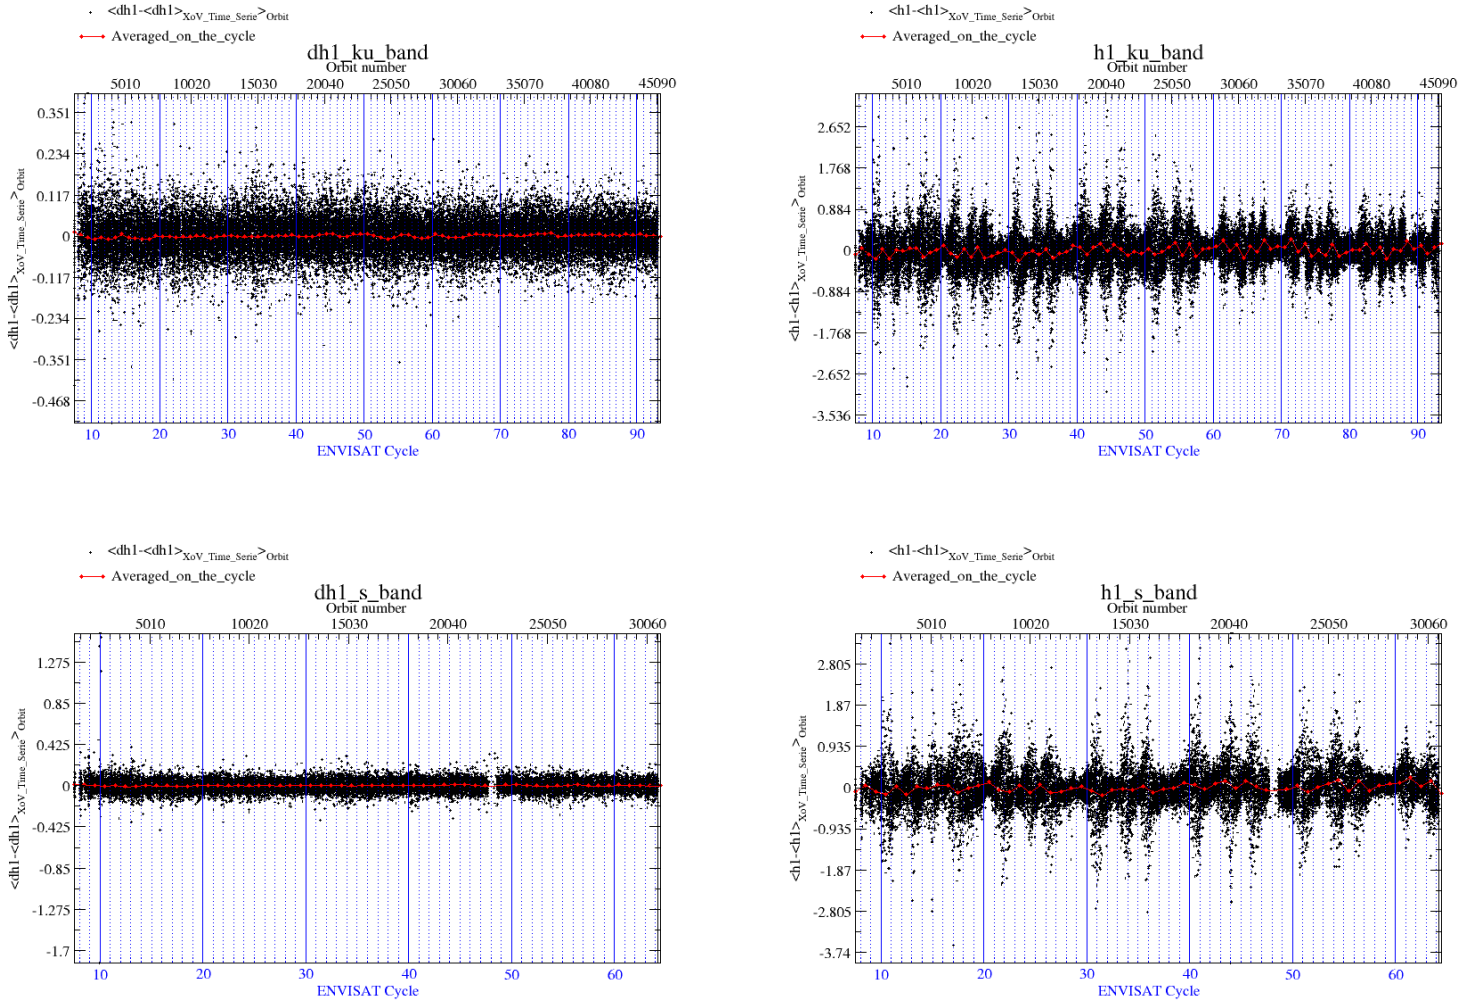 <dh1-<dh1>XoV_Time_Serie>Orbit
Averaged_on_the_cycle
dh1_ku_band
Orbit number
5010 10020 15030 20040 25050 30060 35070 40080 45090
<dh1-<dh1>XoV_Time_Serie>Orbit
0.351
0.234
0.117
0
-0.117
-0.234
-0.351
-0.468
10 20 30 40 50 60 70 80 90
ENVISAT Cycle
<h1-<h1>XoV_Time_Serie>Orbit
Averaged_on_the_cycle
h1_ku_band
Orbit number
5010 10020 15030 20040 25050 30060 35070 40080 45090
<h1-<h1>XoV_Time_Serie>Orbit
2.652
1.768
0.884
0
-0.884
-1.768
-2.652
-3.536
10 20 30 40 50 60 70 80 90
ENVISAT Cycle
<dh1-<dh1>XoV_Time_Serie>Orbit
Averaged_on_the_cycle
dh1_s_band
Orbit number
5010 10020 15030 20040 25050 30060
<dh1-<dh1>XoV_Time_Serie>Orbit
1.275
0.85
0.425
0
-0.425
-0.85
-1.275
-1.7
10 20 30 40 50 60
ENVISAT Cycle
<h1-<h1>XoV_Time_Serie>Orbit
Averaged_on_the_cycle
h1_s_band
Orbit number
5010 10020 15030 20040 25050 30060
<h1-<h1>XoV_Time_Serie>Orbit
2.805
1.87
0.935
0
-0.935
-1.87
-2.805
-3.74
10 20 30 40 50 60
ENVISAT Cycle